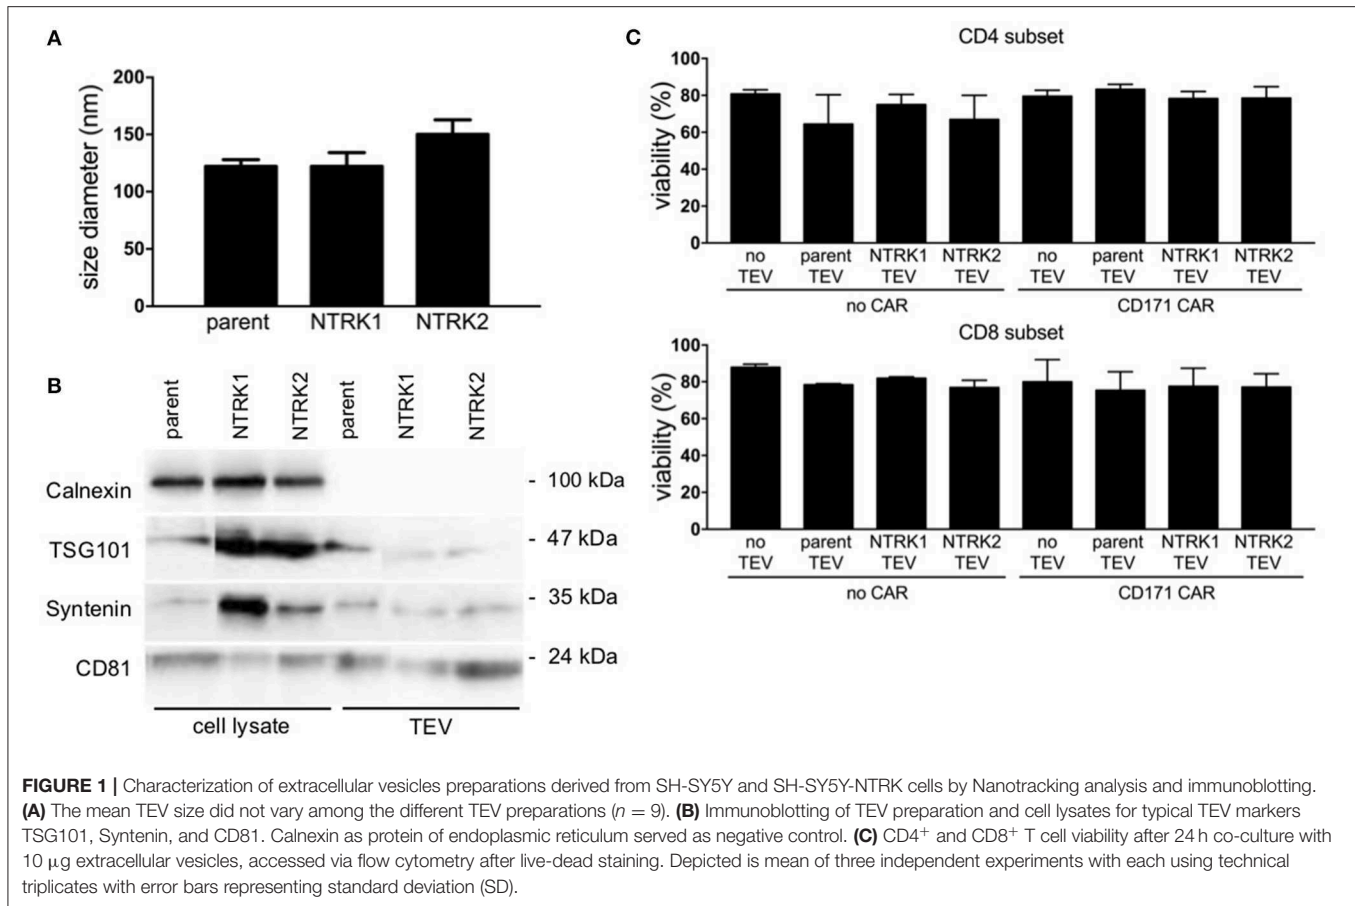 A
200
150
100
50
0
size diameter (nm)
parent NTRK1 NTRK2
B
parent NTRK1 NTRK2 parent NTRK1 NTRK2
Calnexin - 100 kDa
TSG101 - 47 kDa
Syntenin - 35 kDa
CD81 - 24 kDa
cell lysate TEV
C
CD4 subset
100
80
60
40
20
0
viability (%)
no parent NTRK1 NTRK2 no parent NTRK1 NTRK2
TEV TEV TEV TEV TEV TEV TEV TEV
no CAR CD171 CAR
CD8 subset
100
80
60
40
20
0
viability (%)
no parent NTRK1 NTRK2 no parent NTRK1 NTRK2
TEV TEV TEV TEV TEV TEV TEV TEV
no CAR CD171 CAR
FIGURE 1 | Characterization of extracellular vesicles preparations derived from SH-SY5Y and SH-SY5Y-NTRK cells by Nanotracking analysis and immunoblotting.
(A) The mean TEV size did not vary among the different TEV preparations (n = 9). (B) Immunoblotting of TEV preparation and cell lysates for typical TEV markers
TSG101, Syntenin, and CD81. Calnexin as protein of endoplasmic reticulum served as negative control. (C) CD4+ and CD8+ T cell viability after 24 h co-culture with
10 μg extracellular vesicles, accessed via flow cytometry after live-dead staining. Depicted is mean of three independent experiments with each using technical
triplicates with error bars representing standard deviation (SD).